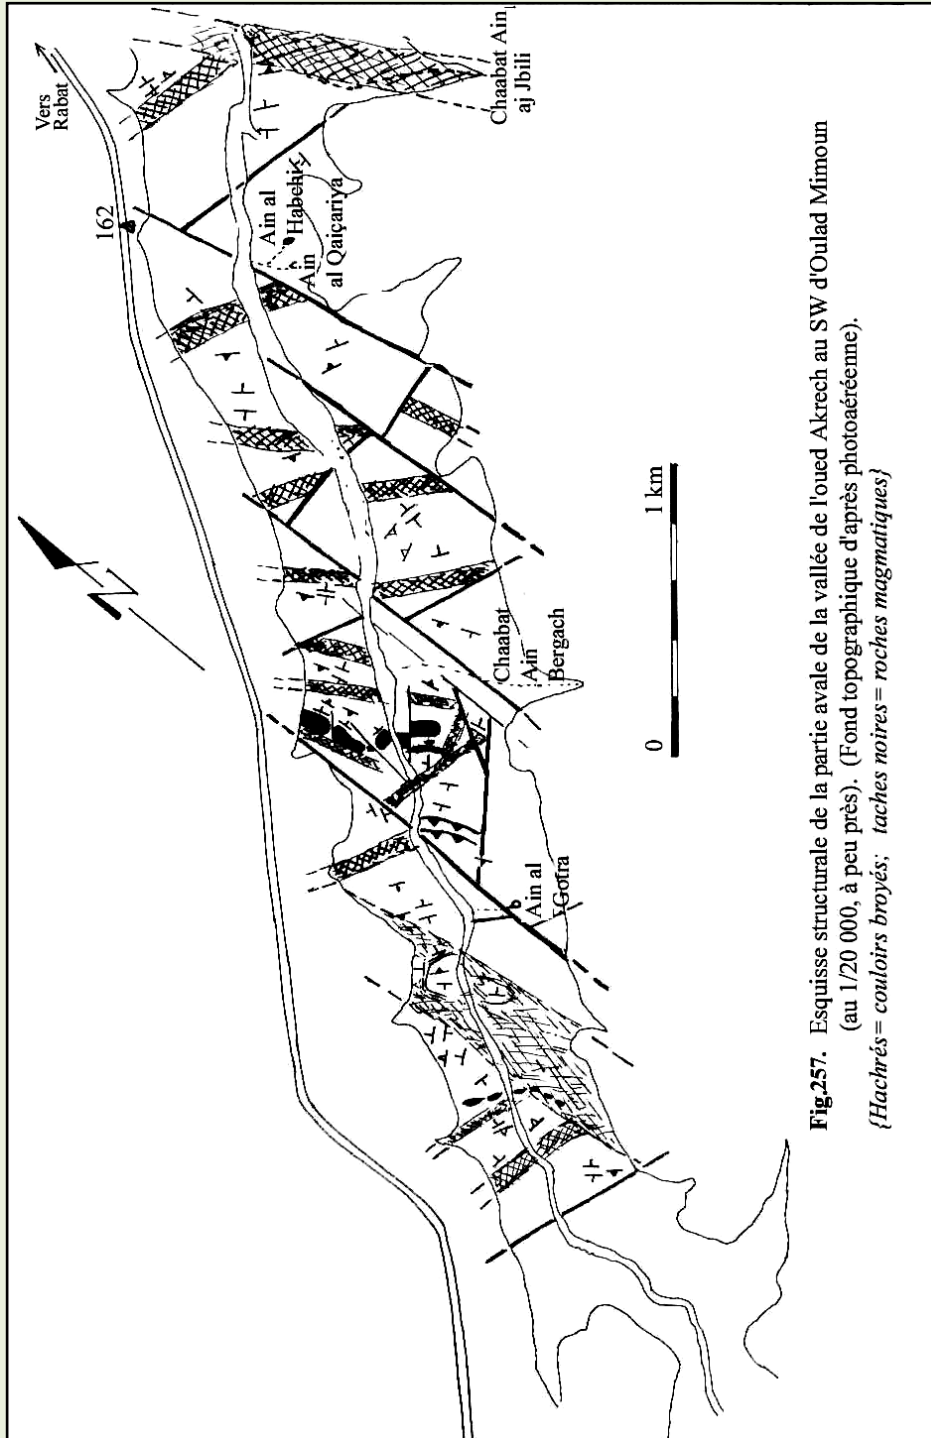 Vers
Rabat
162
Chaabat Ain
aj Jbili
Ain al
Habchi
Ain
al Qaiçariya
N
Chaabat
Ain
Bergach
Ain al
Gofra
0
1 km
Fig.257. Esquisse structurale de la partie avale de la vallée de l'oued Akrech au SW d'Oulad Mimoun
(au 1/20 000, à peu près). (Fond topographique d'après photoaéréenne).
{Hachrés= couloirs broyés; taches noires = roches magmatiques}